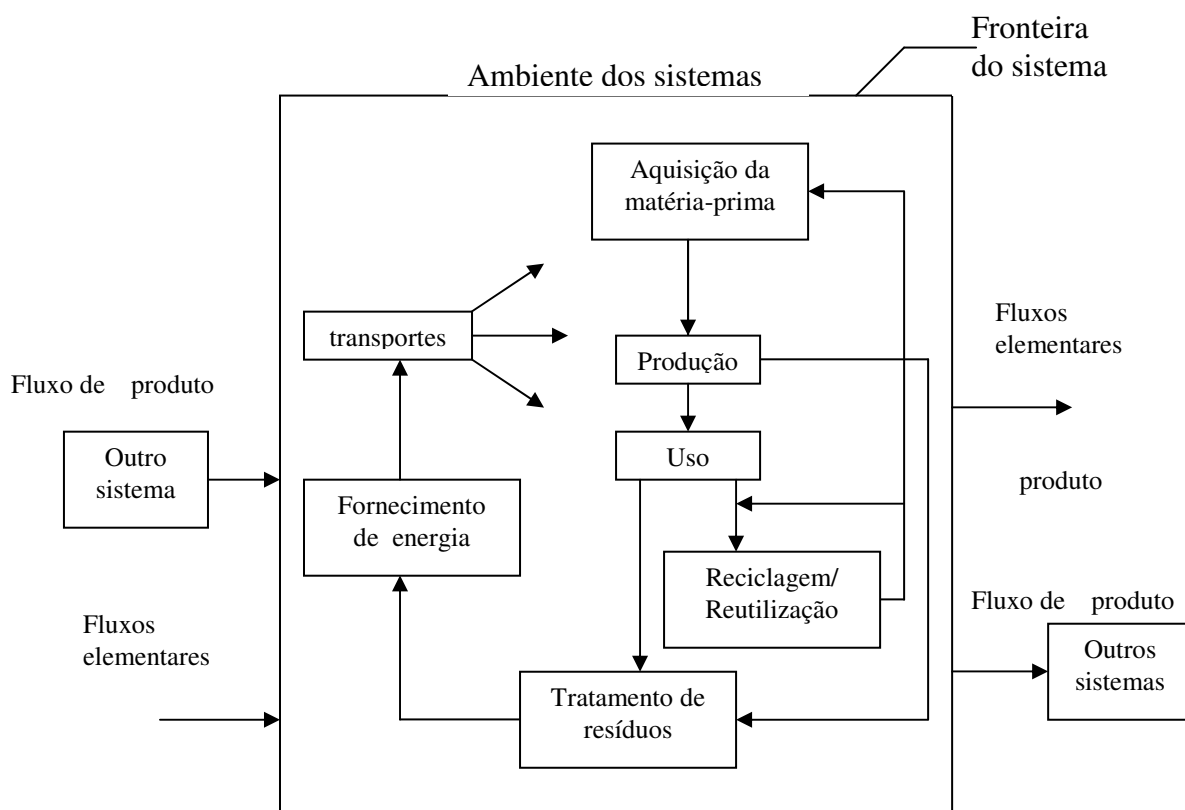 Fronteira
do sistema
Ambiente dos sistemas
Aquisição da
matéria-prima
transportes
Produção
Fluxos
elementares
Fluxo de produto
Outro
sistema
Uso
Fornecimento
de energia
produto
Reciclagem/
Reutilização
Fluxo de produto
Fluxos
elementares
Outros
sistemas
Tratamento de
resíduos